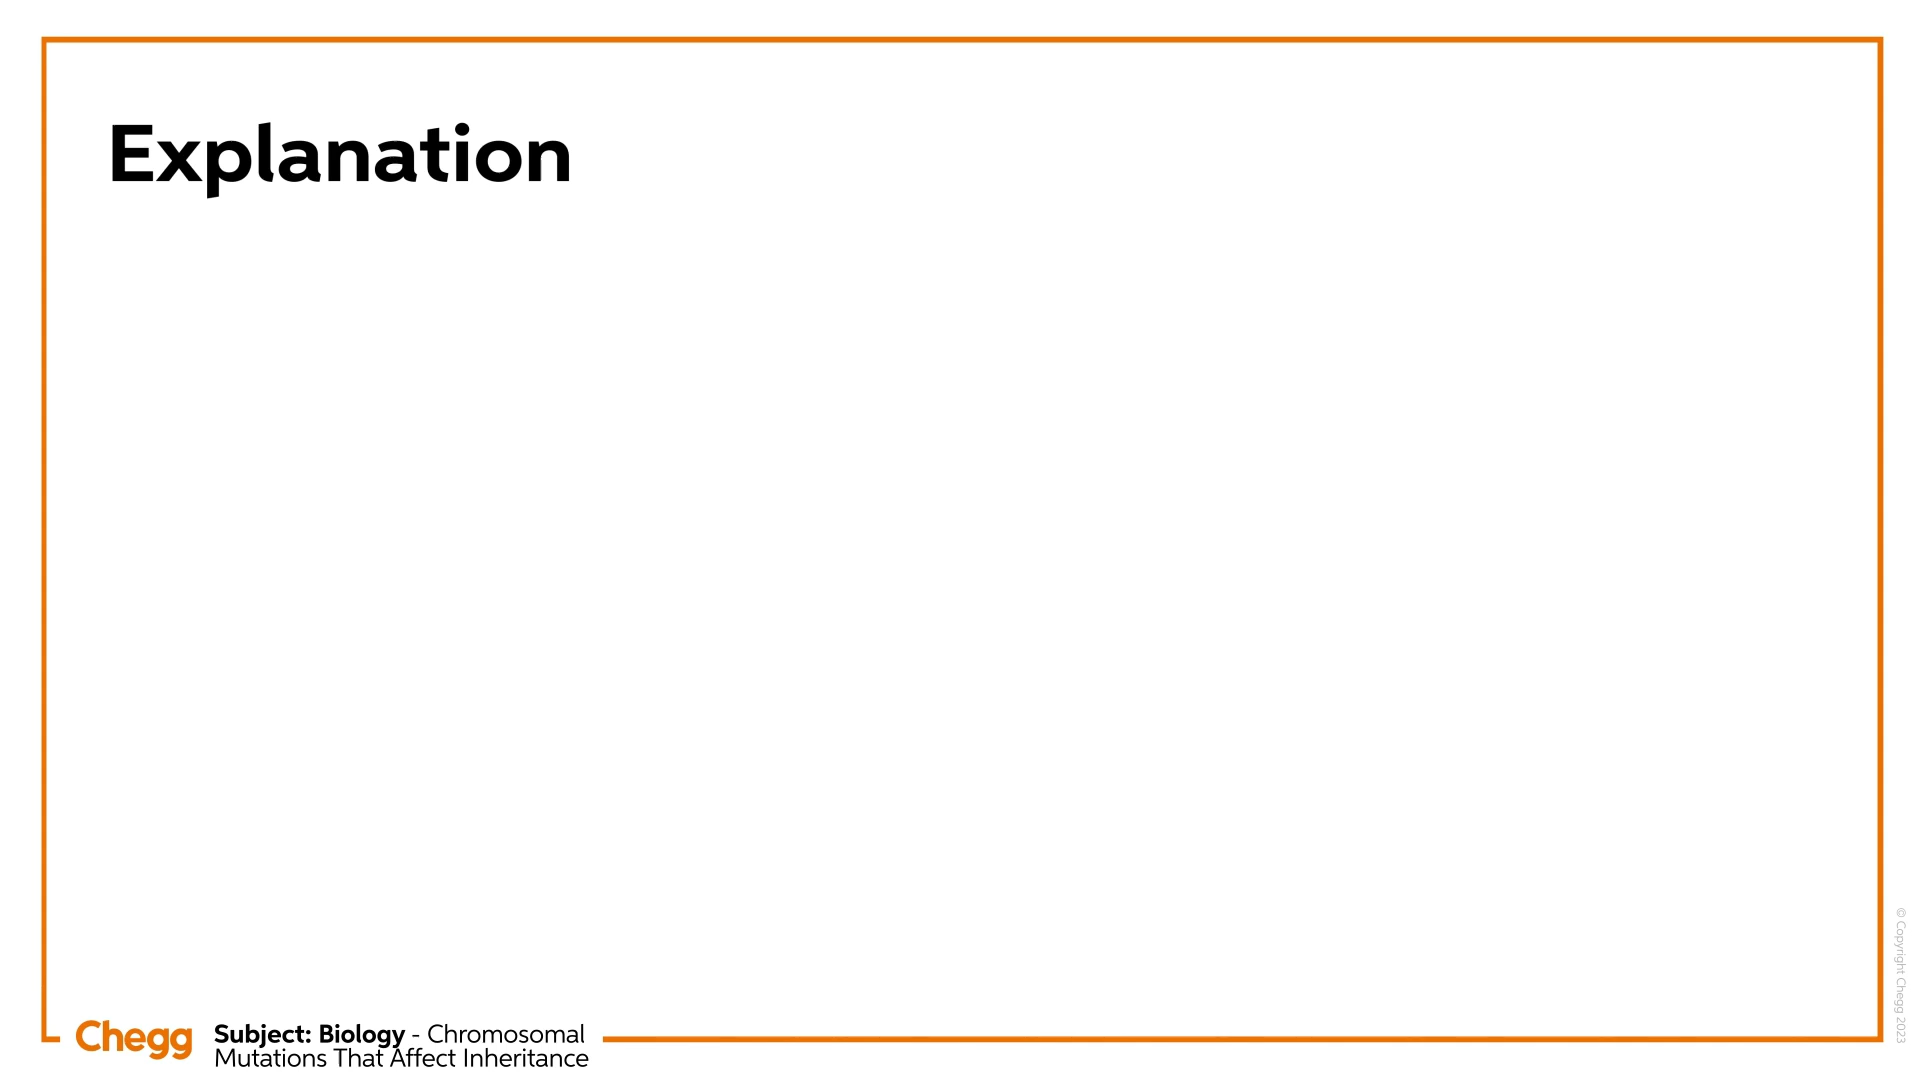 Explanation
Chegg
Subject: Biology - Chromosomal
Mutations That Affect Inheritance
© Copyright Chegg 2023